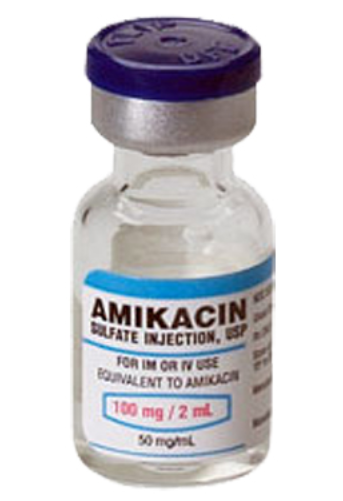 AMIKACIN
SULFATE INJECTION, USP
FOR IM OR IV USE
EQUIVALENT TO AMIKACIN
100 mg / 2 mL
50 mg/mL